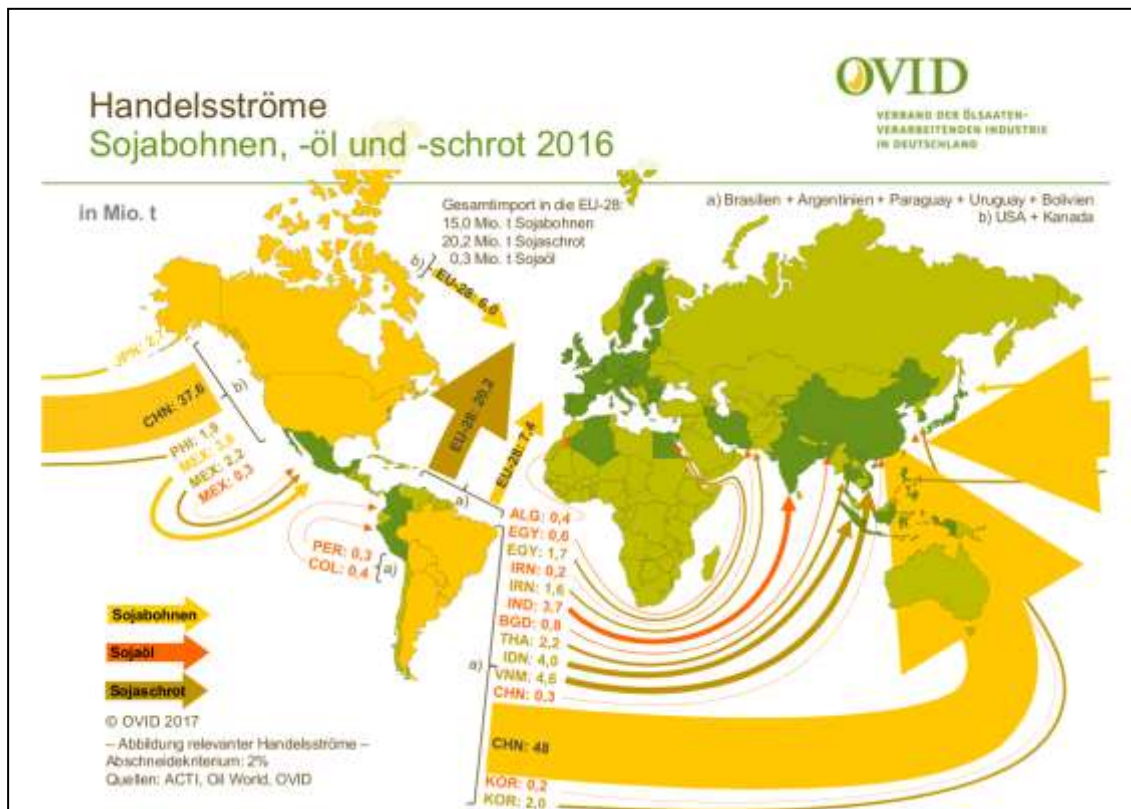 Handelsströme
Sojabohnen, -öl und -schrot 2016
OVID
VERBAND DER ÖLSAATEN-
VERARBEITENDEN INDUSTRIE
IN DEUTSCHLAND
in Mio. t
Gesamtimport in die EU-28:
15,0 Mio. t Sojabohnen
20,2 Mio. t Sojaschrot
0,3 Mio. t Sojaöl
a) Brasilien + Argentinien + Paraguay + Uruguay + Bolivien
b) USA + Kanada
b)
EU-28: 6,0
JPN: 2,
CHN: 37,6
b)
PHI: 1,9
MEX: 3,6
MEX: 2,2
MEX: 0,3
EU-28: 20,2
EU-28: 7,4
a)
PER: 0,3
COL: 0,4
a)
ALG: 0,4
EGY: 0,6
EGY: 1,7
IRN: 0,2
IRN: 1,6
IND: 3,7
BGD: 0,8
THA: 2,2
IDN: 4,0
VNM: 4,6
CHN: 0,3
a)
CHN: 48
KOR: 0,2
KOR: 2,0
Sojabohnen
Sojaöl
Sojaschrot
© OVID 2017
– Abbildung relevanter Handelsströme –
Abschneidekriterium: 2%
Quellen: ACTI, Oil World, OVID